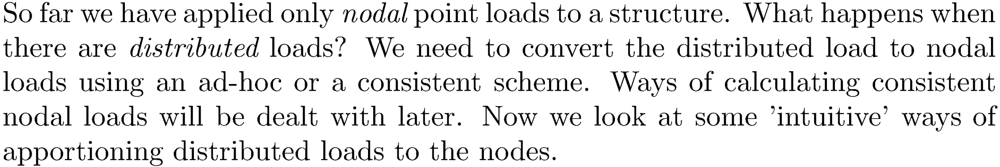 So far we have applied only nodal point loads to a structure. What happens when
there are distributed loads? We need to convert the distributed load to nodal
loads using an ad-hoc or a consistent scheme. Ways of calculating consistent
nodal loads will be dealt with later. Now we look at some ’intuitive’ ways of
apportioning distributed loads to the nodes.